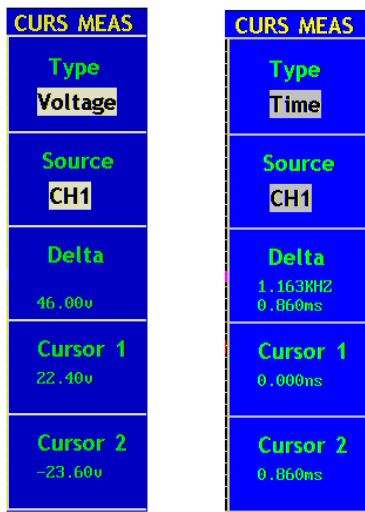 CURS MEAS
Type
Voltage
Source
CH1
Delta
46.00v
Cursor 1
22.40v
Cursor 2
-23.60v
CURS MEAS
Type
Time
Source
CH1
Delta
1.163KHZ
0.860ms
Cursor 1
0.000ns
Cursor 2
0.860ms